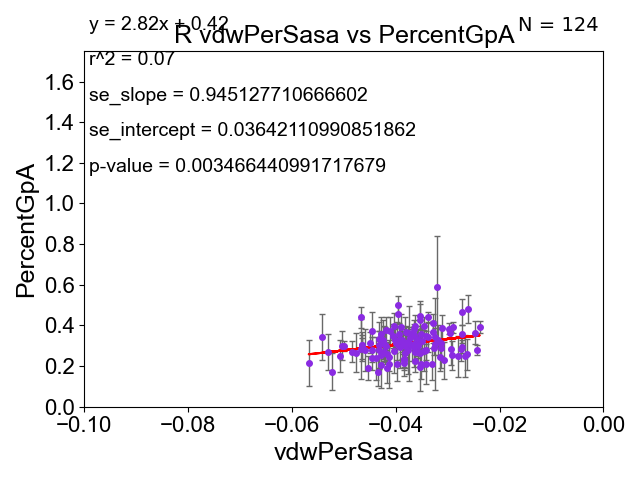 y = 2.82x + 0.42
N = 124
R vdwPerSasa vs PercentGpA
r^2 = 0.07
se_slope = 0.945127710666602
se_intercept = 0.03642110990851862
p-value = 0.003466440991717679
PercentGpA
1.6
1.4
1.2
1.0
0.8
0.6
0.4
0.2
0.0
−0.10
−0.08
−0.06
−0.04
−0.02
0.00
vdwPerSasa